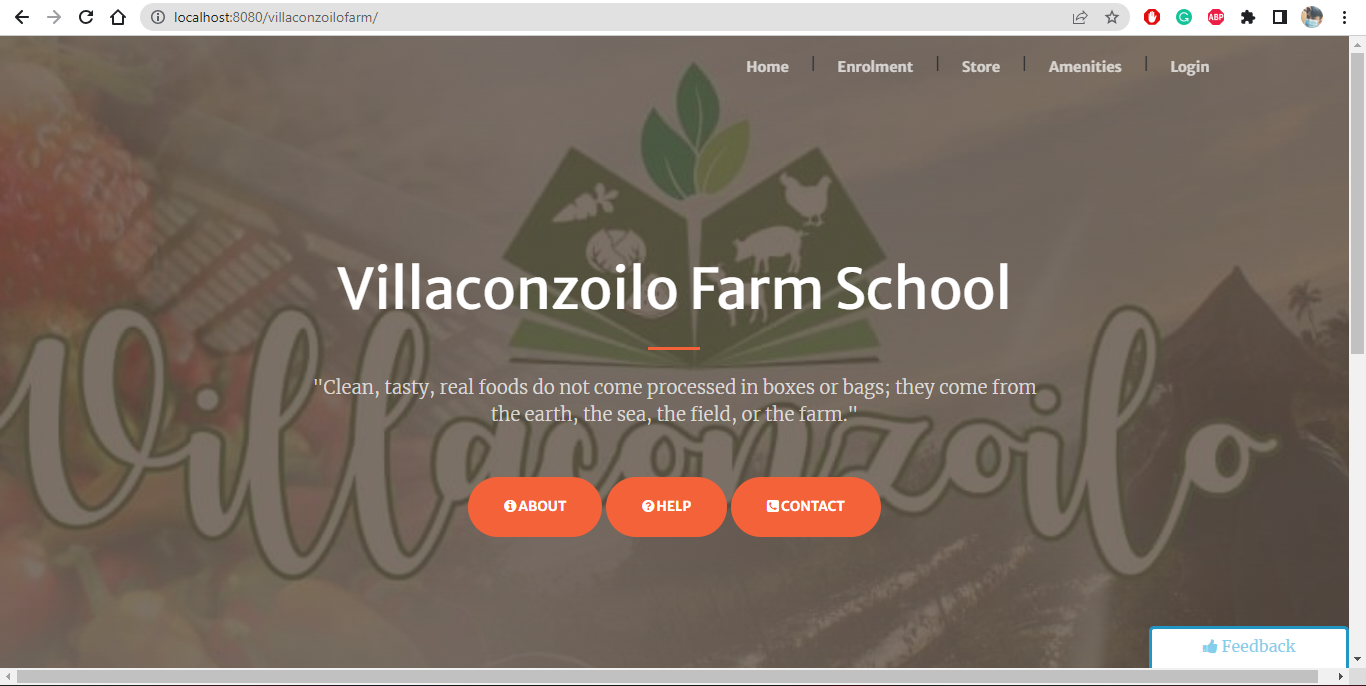 localhost:8080/villaconzoilofarm/
ABP
Home
Enrolment
Store
Amenities
Login
Villaconzoilo Farm School
"Clean, tasty, real foods do not come processed in boxes or bags; they come from
the earth, the sea, the field, or the farm."
Villaconzoilo
ABOUT
HELP
CONTACT
Feedback